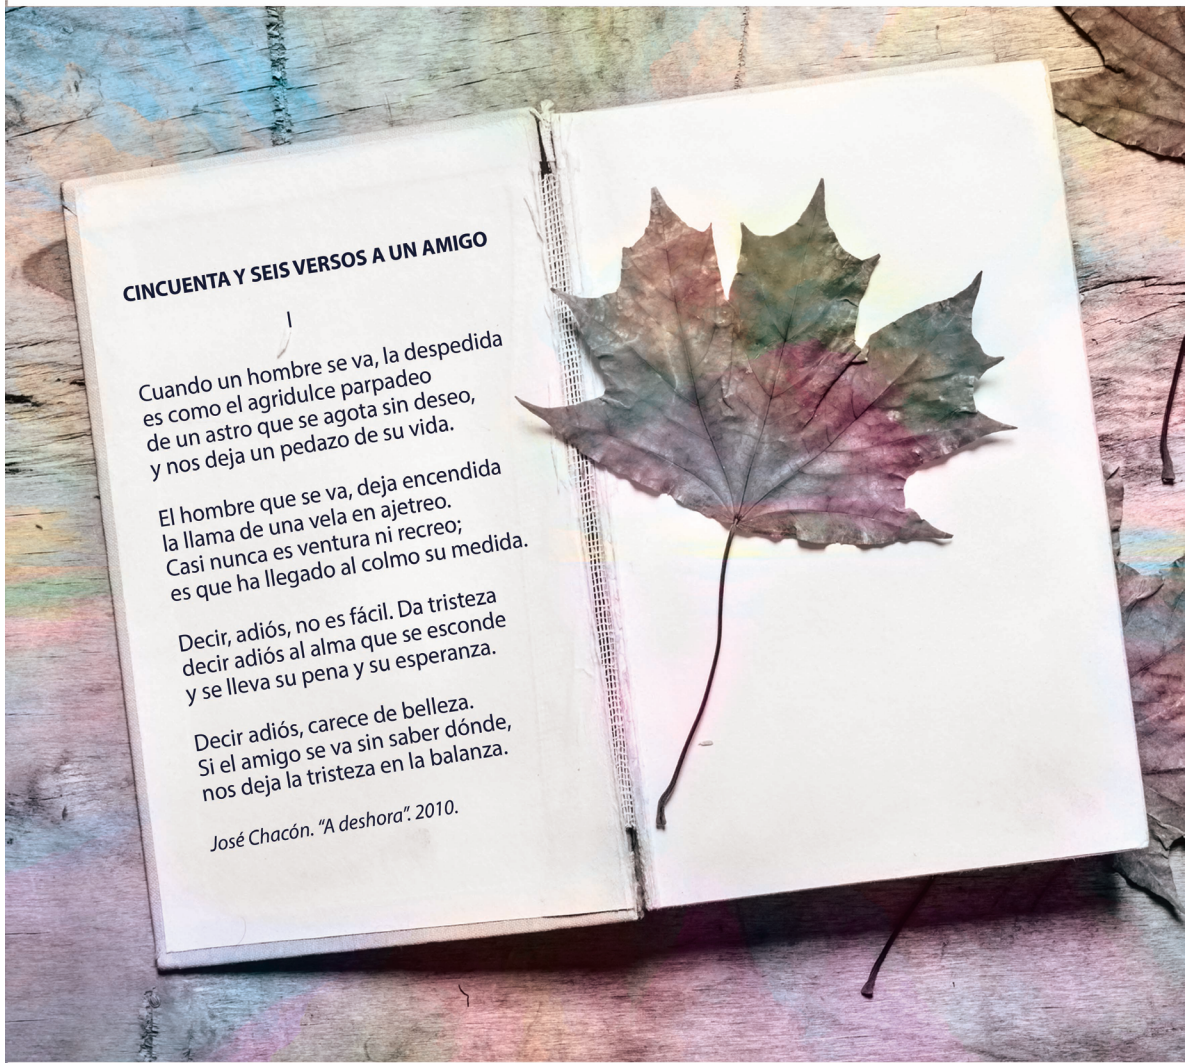 CINCUENTA Y SEIS VERSOS A UN AMIGO
I
Cuando un hombre se va, la despedida
es como el agridulce parpadeo
de un astro que se agota sin deseo,
y nos deja un pedazo de su vida.
El hombre que se va, deja encendida
la llama de una vela en ajetreo.
Casi nunca es ventura ni recreo;
es que ha llegado al colmo su medida.
Decir, adiós, no es fácil. Da tristeza
decir adiós al alma que se esconde
y se lleva su pena y su esperanza.
Decir adiós, carece de belleza.
Si el amigo se va sin saber dónde,
nos deja la tristeza en la balanza.
José Chacón. “A deshora”. 2010.